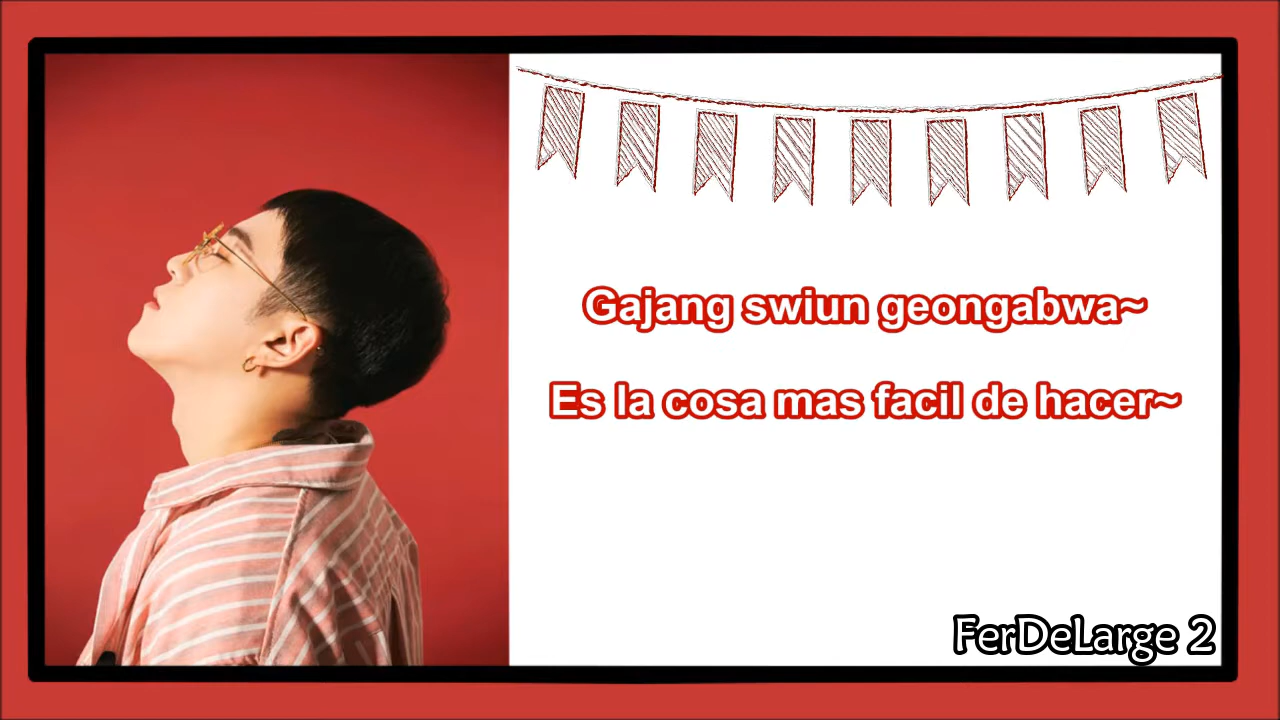 Gajang swiun geongabwa~
Es la cosa mas facil de hacer~
FerDeLarge 2